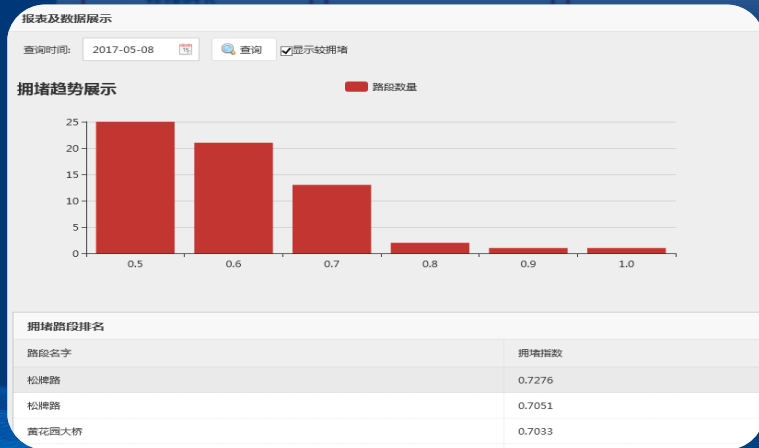 报表及数据展示
查询时间: 2017-05-08 15 查询 显示较拥堵
拥堵趋势展示 路段数量
25
20
15
10
5
0
0.5 0.6 0.7 0.8 0.9 1.0
拥堵路段排名
路段名字 拥堵指数
松牌路 0.7276
松牌路 0.7051
黄花园大桥 0.7033